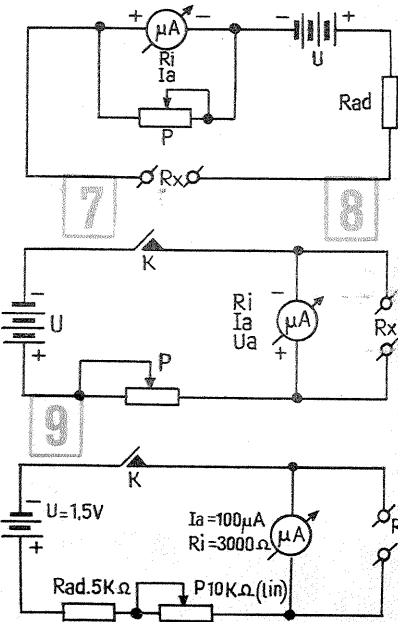 + μA − − +
Ri
Ia
U
Rad
P
Rx
7
8
K
−
U
+
Ri
Ia
Ua
−
μA
+
Rx
P
9
K
−
U=1,5V
+
Ia=100μA
Ri=3000Ω
μA
R
Rad.5KΩ
P10KΩ(lin)